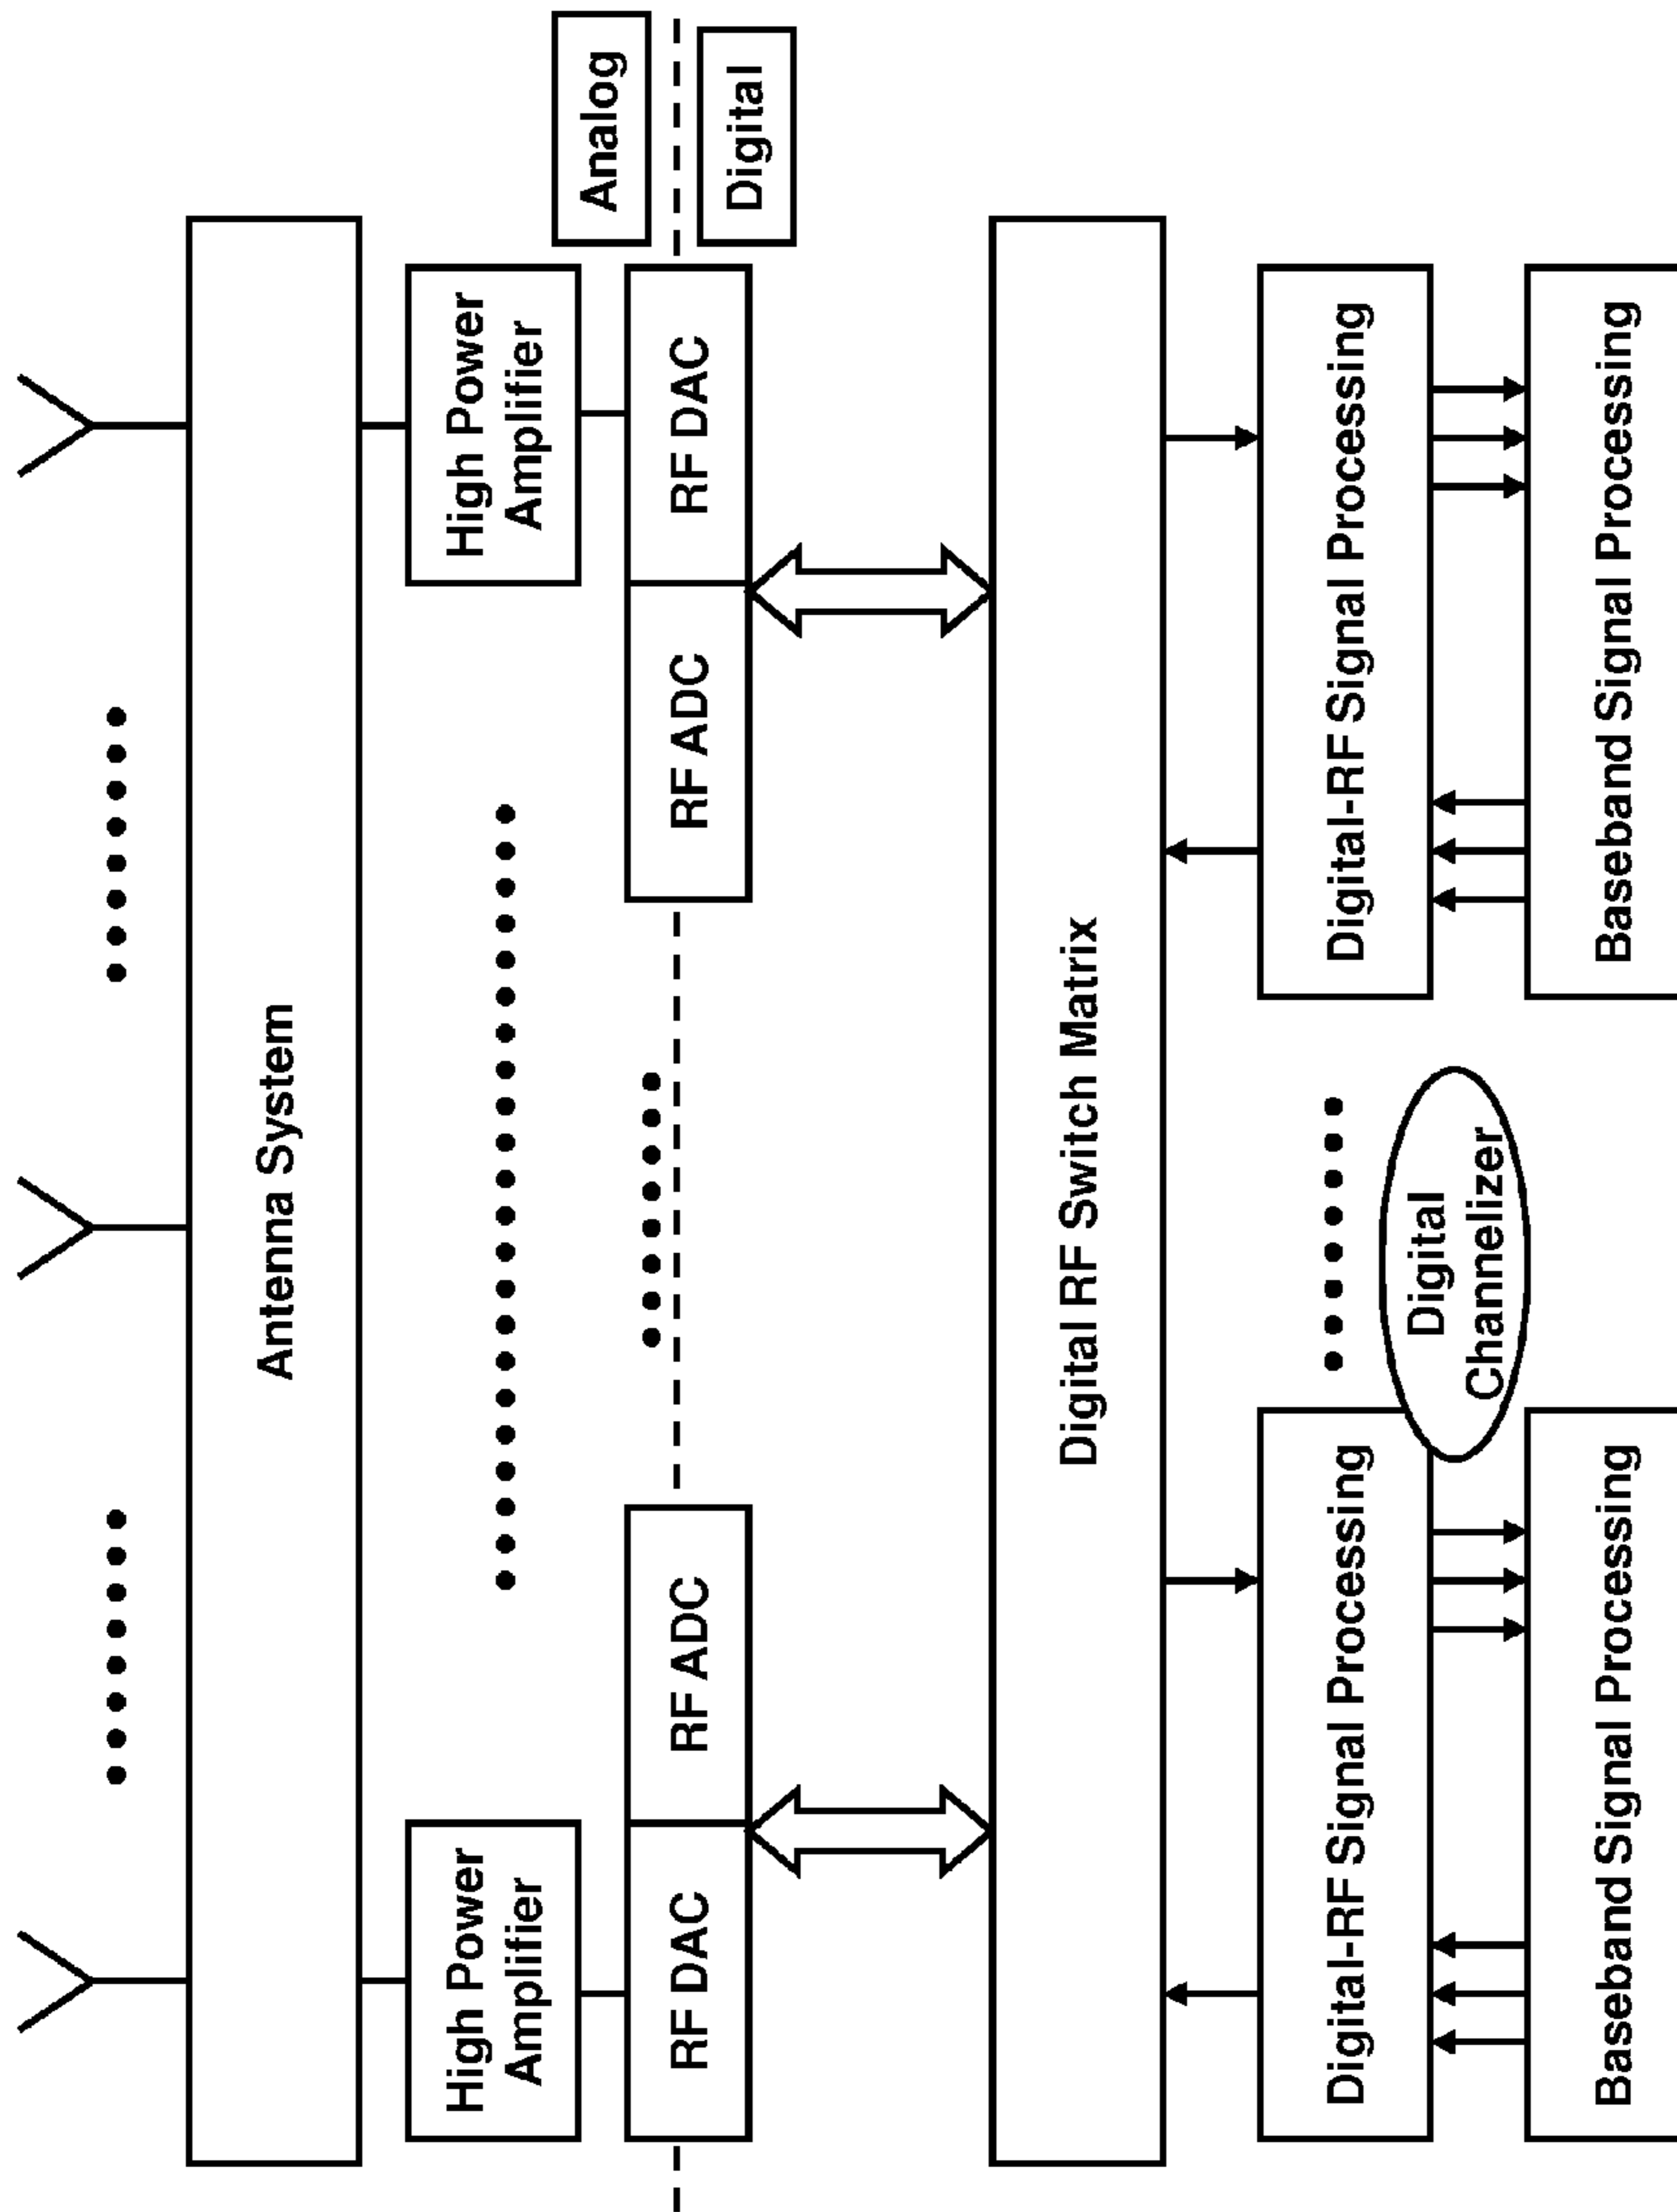 Antenna System
High Power
Amplifier
High Power
Amplifier
Analog
RF DAC
RF ADC
RF ADC
RF DAC
Digital
Digital RF Switch Matrix
Digital-RF Signal Processing
Digital-RF Signal Processing
Digital
Channelizer
Baseband Signal Processing
Baseband Signal Processing